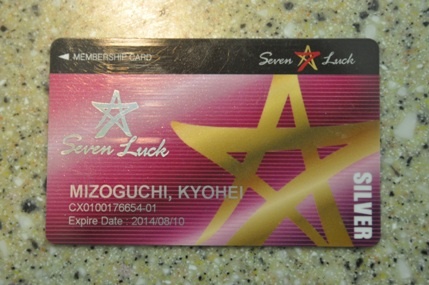 ◀ MEMBERSHIP CARD
Seven Luck
Seven Luck
MIZOGUCHI, KYOHEI
CX0100176654-01
Expire Date : 2014/08/10
SILVER